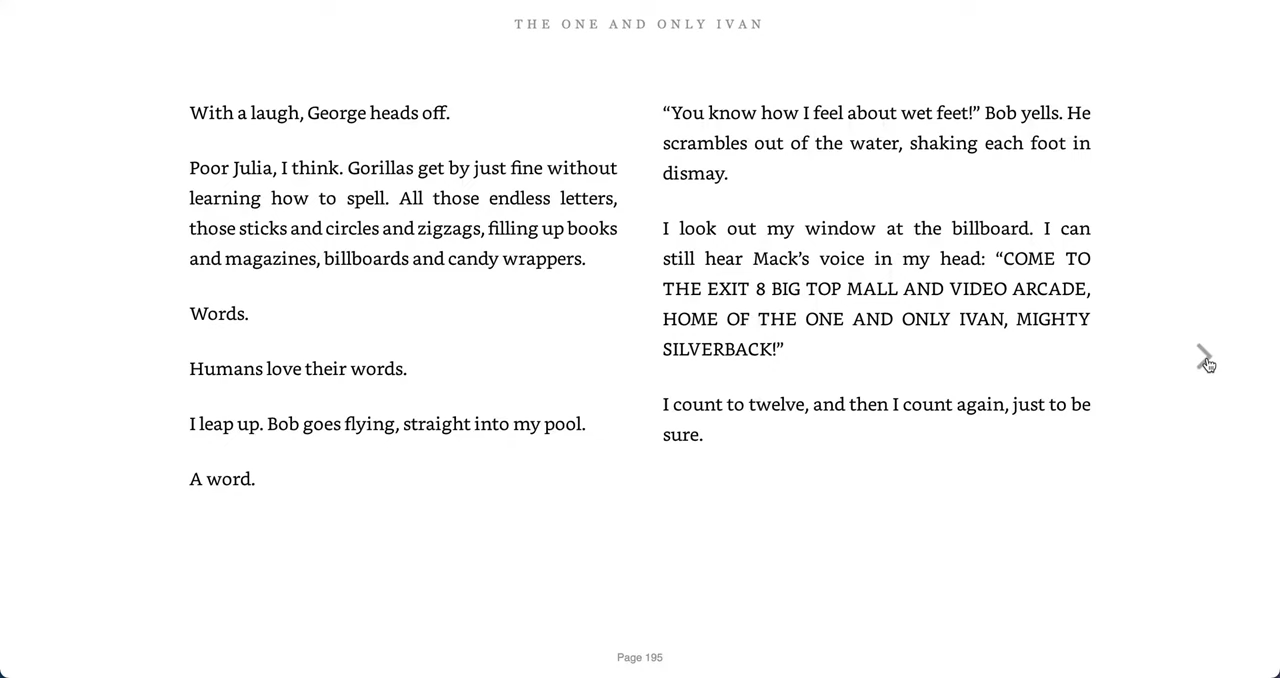 THE ONE AND ONLY IVAN
With a laugh, George heads off.
Poor Julia, I think. Gorillas get by just fine without
learning how to spell. All those endless letters,
those sticks and circles and zigzags, filling up books
and magazines, billboards and candy wrappers.
Words.
Humans love their words.
I leap up. Bob goes flying, straight into my pool.
A word.
“You know how I feel about wet feet!” Bob yells. He
scrambles out of the water, shaking each foot in
dismay.
I look out my window at the billboard. I can
still hear Mack’s voice in my head: “COME TO
THE EXIT 8 BIG TOP MALL AND VIDEO ARCADE,
HOME OF THE ONE AND ONLY IVAN, MIGHTY
SILVERBACK!”
I count to twelve, and then I count again, just to be
sure.
Page 195